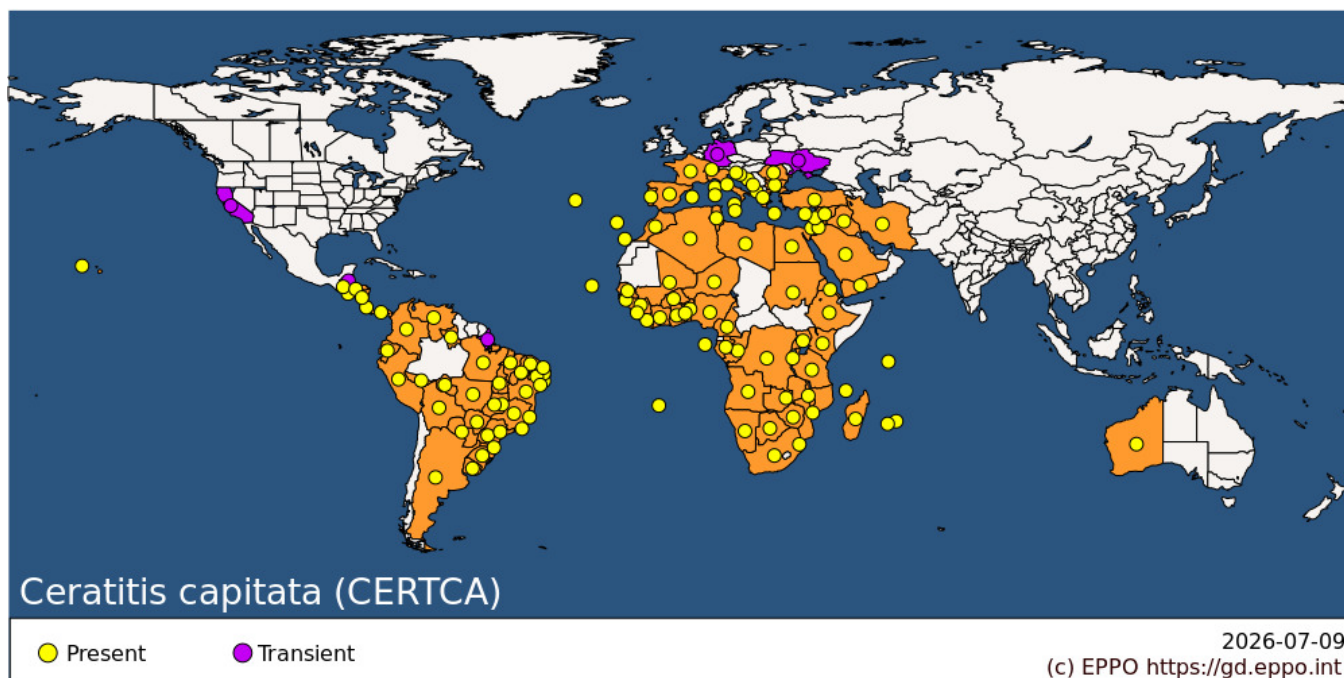 Ceratitis capitata (CERTCA)
Present
Transient
2026-07-09
(c) EPPO https://gd.eppo.int